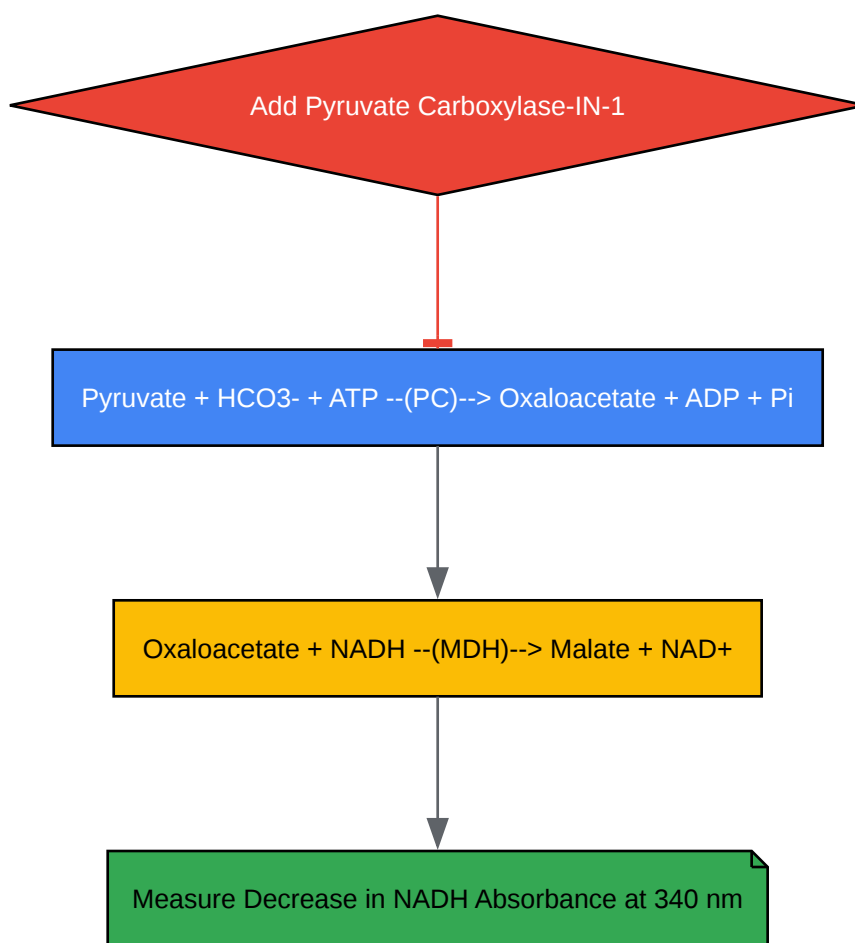 Add Pyruvate Carboxylase-IN-1
Pyruvate + HCO3- + ATP --(PC)--> Oxaloacetate + ADP + Pi
Oxaloacetate + NADH --(MDH)--> Malate + NAD+
Measure Decrease in NADH Absorbance at 340 nm